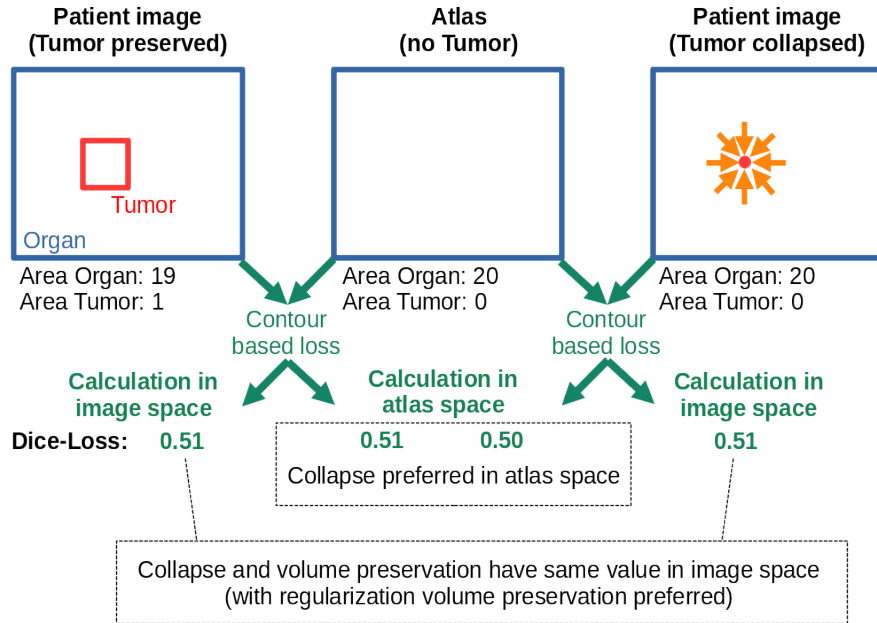 Patient image
(Tumor preserved)
Atlas
(no Tumor)
Patient image
(Tumor collapsed)
Tumor
Organ
Area Organ: 19
Area Tumor: 1
Area Organ: 20
Area Tumor: 0
Area Organ: 20
Area Tumor: 0
Contour
based loss
Contour
based loss
Calculation in
image space
Calculation in
atlas space
Calculation in
image space
Dice-Loss: 0.51 0.51 0.50 0.51
Collapse preferred in atlas space
Collapse and volume preservation have same value in image space
(with regularization volume preservation preferred)